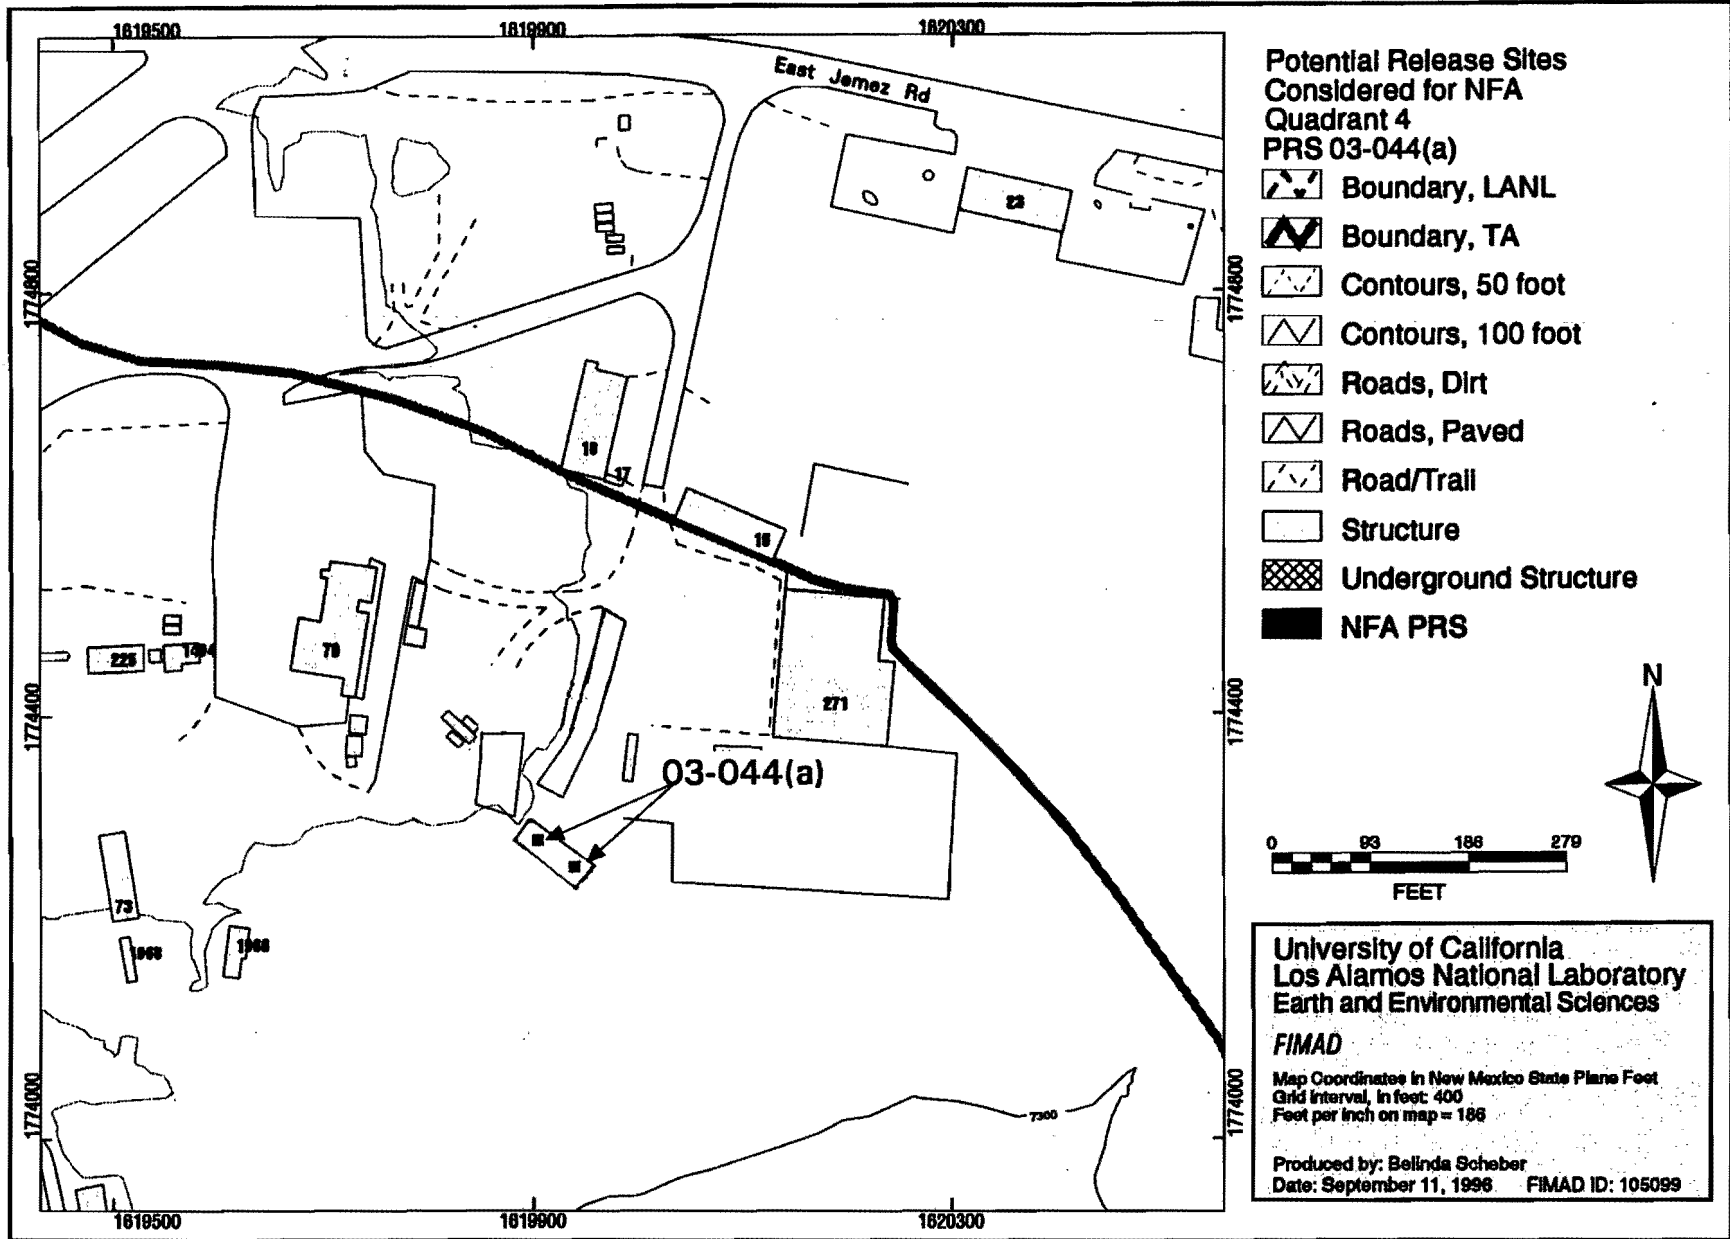 1619500
1619900
1620300
East Jemez Rd
23
1774800
1774800
16
17
15
79
225
1494
271
1774400
1774400
03-044(a)
73
1968
7300
1774000
1774000
1619500
1619900
1620300
Potential Release Sites
Considered for NFA
Quadrant 4
PRS 03-044(a)
Boundary, LANL
Boundary, TA
Contours, 50 foot
Contours, 100 foot
Roads, Dirt
Roads, Paved
Road/Trail
Structure
Underground Structure
NFA PRS
N
0 93 186 279
FEET
University of California
Los Alamos National Laboratory
Earth and Environmental Sciences
FIMAD
Map Coordinates in New Mexico State Plane Feet
Grid interval, in feet: 400
Feet per inch on map = 186
Produced by: Belinda Scheber
Date: September 11, 1996 FIMAD ID: 105099